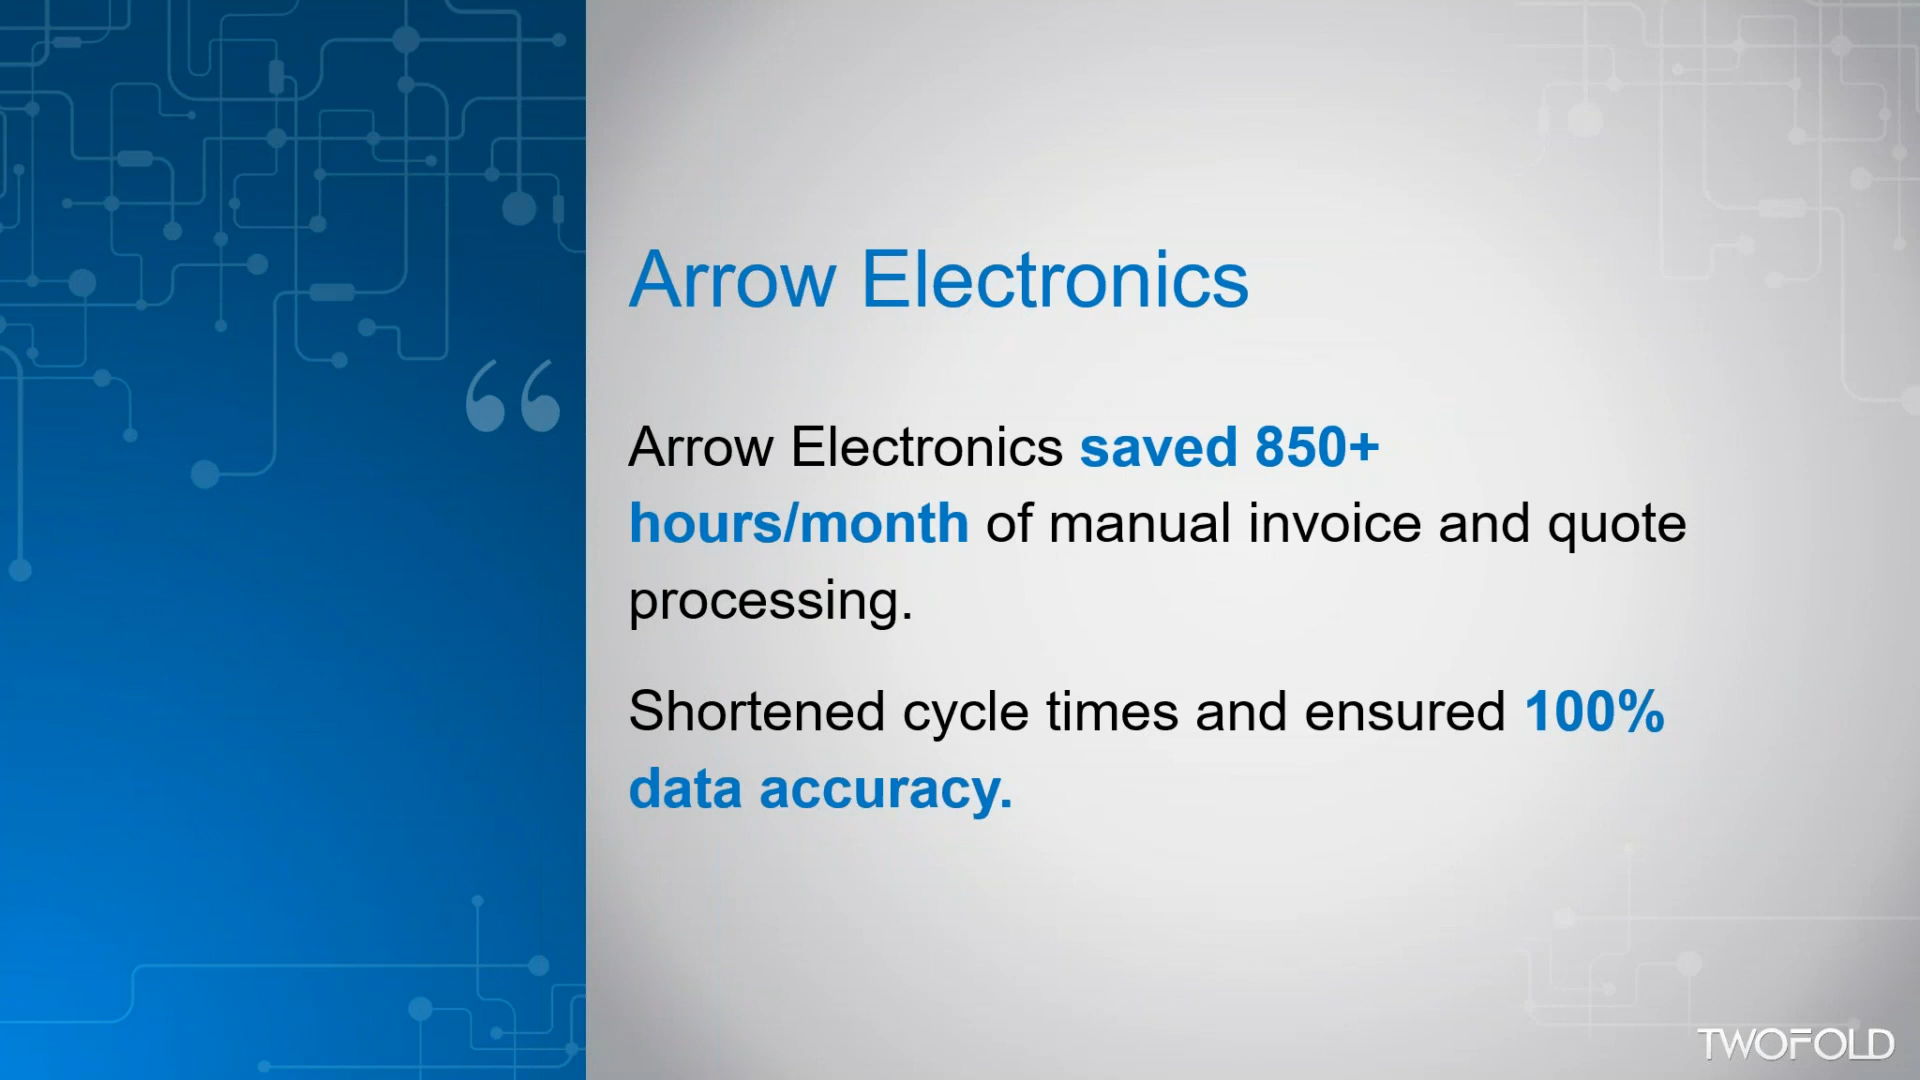 Arrow Electronics
“
Arrow Electronics saved 850+
hours/month of manual invoice and quote
processing.
Shortened cycle times and ensured 100%
data accuracy.
TWOFOLD